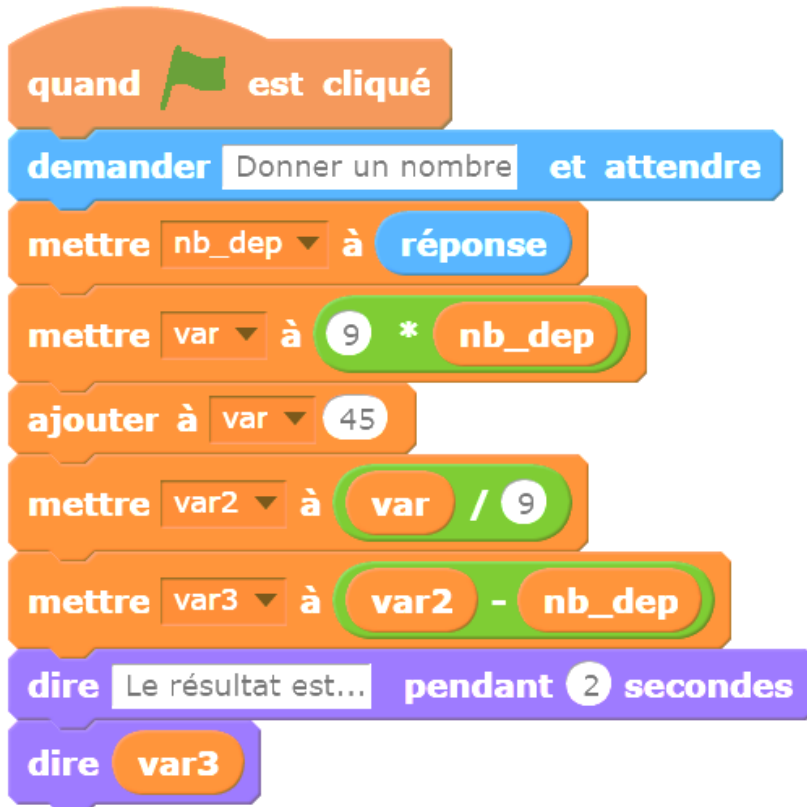 quand est cliqué
demander Donner un nombre et attendre
mettre nb_dep à réponse
mettre var à 9 * nb_dep
ajouter à var 45
mettre var2 à var / 9
mettre var3 à var2 - nb_dep
dire Le résultat est... pendant 2 secondes
dire var3